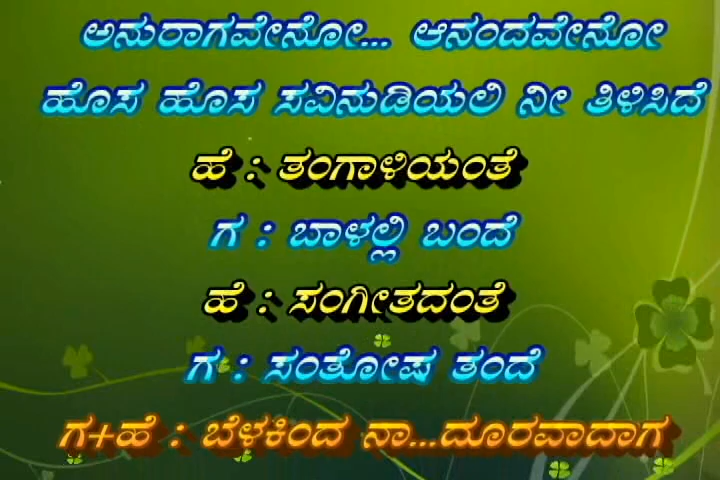 ಅನುರಾಗವೇನೋ... ಆನಂದವೇನೋ
ಹೊಸ ಹೊಸ ಸವಿನುಡಿಯಲಿ ನೀ ತಿಳಿಸಿದೆ
ಹೆ : ತಂಗಾಳಿಯಂತೆ
ಗ : ಬಾಳಲ್ಲಿ ಬಂದೆ
ಹೆ : ಸಂಗೀತದಂತೆ
ಗ : ಸಂತೋಷ ತಂದೆ
ಗ+ಹೆ : ಬೆಳಕಿಂದ ನಾ...ದೂರವಾದಾಗ